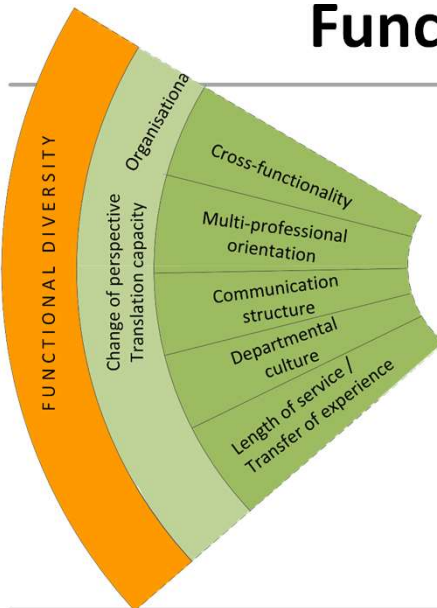 Func
FUNCTIONAL DIVERSITY
Organisational
Change of perspective
Translation capacity
Cross-functionality
Multi-professional
orientation
Communication
structure
Departmental
culture
Length of service /
Transfer of experience